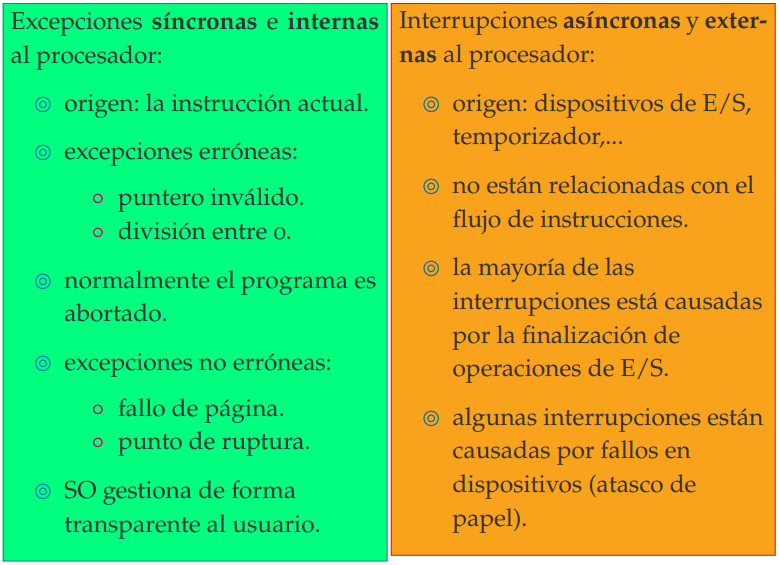 Excepciones síncronas e internas
al procesador:
◎ origen: la instrucción actual.
◎ excepciones erróneas:
∘ puntero inválido.
∘ división entre 0.
◎ normalmente el programa es
abortado.
◎ excepciones no erróneas:
∘ fallo de página.
∘ punto de ruptura.
◎ SO gestiona de forma
transparente al usuario.
Interrupciones asíncronas y exter-
nas al procesador:
◎ origen: dispositivos de E/S,
temporizador,...
◎ no están relacionadas con el
flujo de instrucciones.
◎ la mayoría de las
interrupciones está causadas
por la finalización de
operaciones de E/S.
◎ algunas interrupciones están
causadas por fallos en
dispositivos (atasco de
papel).